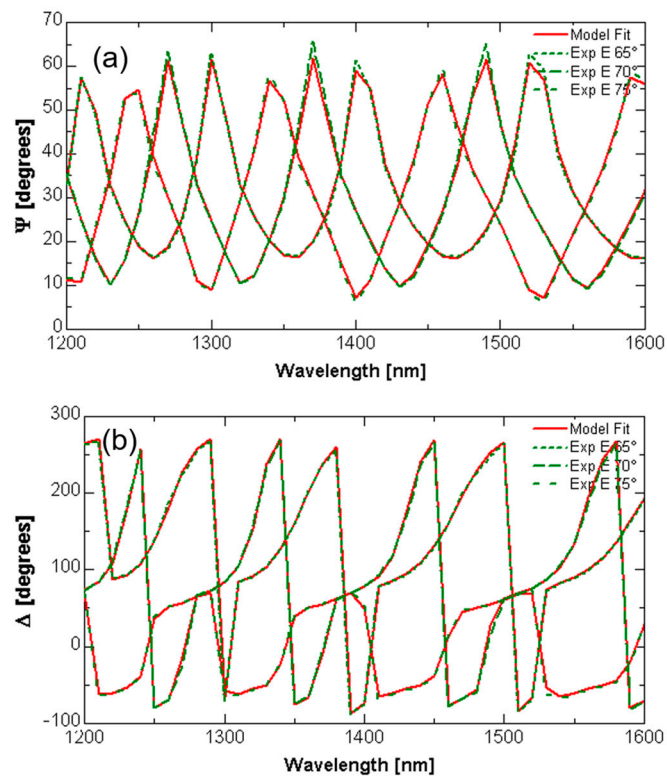 (a)
Model Fit
Exp E 65°
Exp E 70°
Exp E 75°
Ψ [degrees]
70
60
50
40
30
20
10
0
1200 1300 1400 1500 1600
Wavelength [nm]
(b)
Model Fit
Exp E 65°
Exp E 70°
Exp E 75°
Δ [degrees]
300
200
100
0
-100
1200 1300 1400 1500 1600
Wavelength [nm]